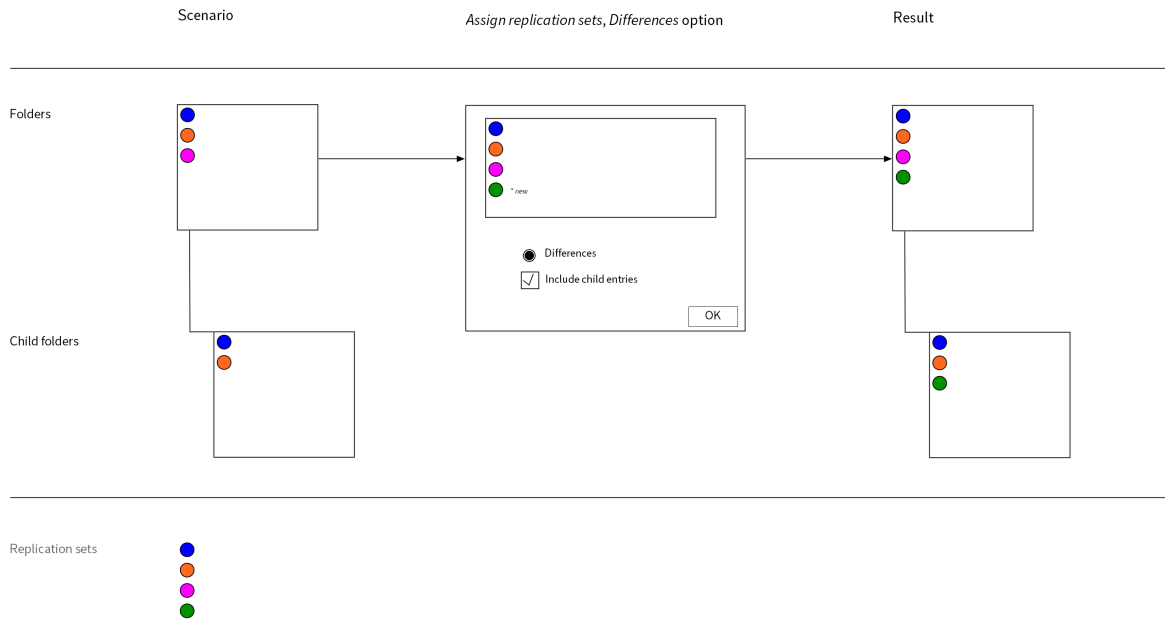 Scenario
Assign replication sets, Differences option
Result
Folders
* new
Differences
Include child entries
OK
Child folders
Replication sets